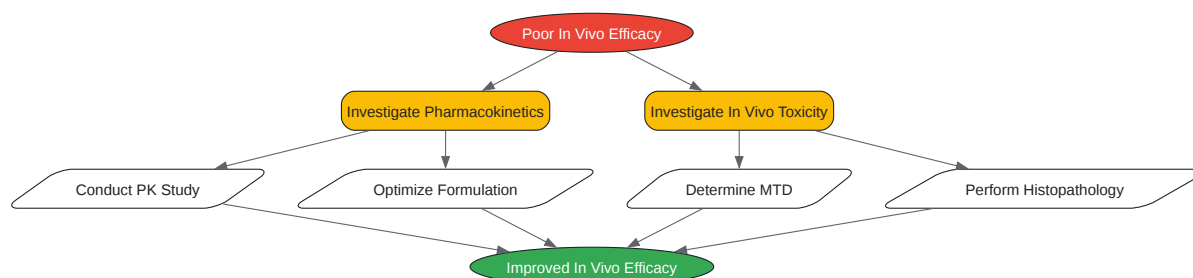 Poor In Vivo Efficacy
Investigate Pharmacokinetics
Investigate In Vivo Toxicity
Conduct PK Study
Optimize Formulation
Determine MTD
Perform Histopathology
Improved In Vivo Efficacy